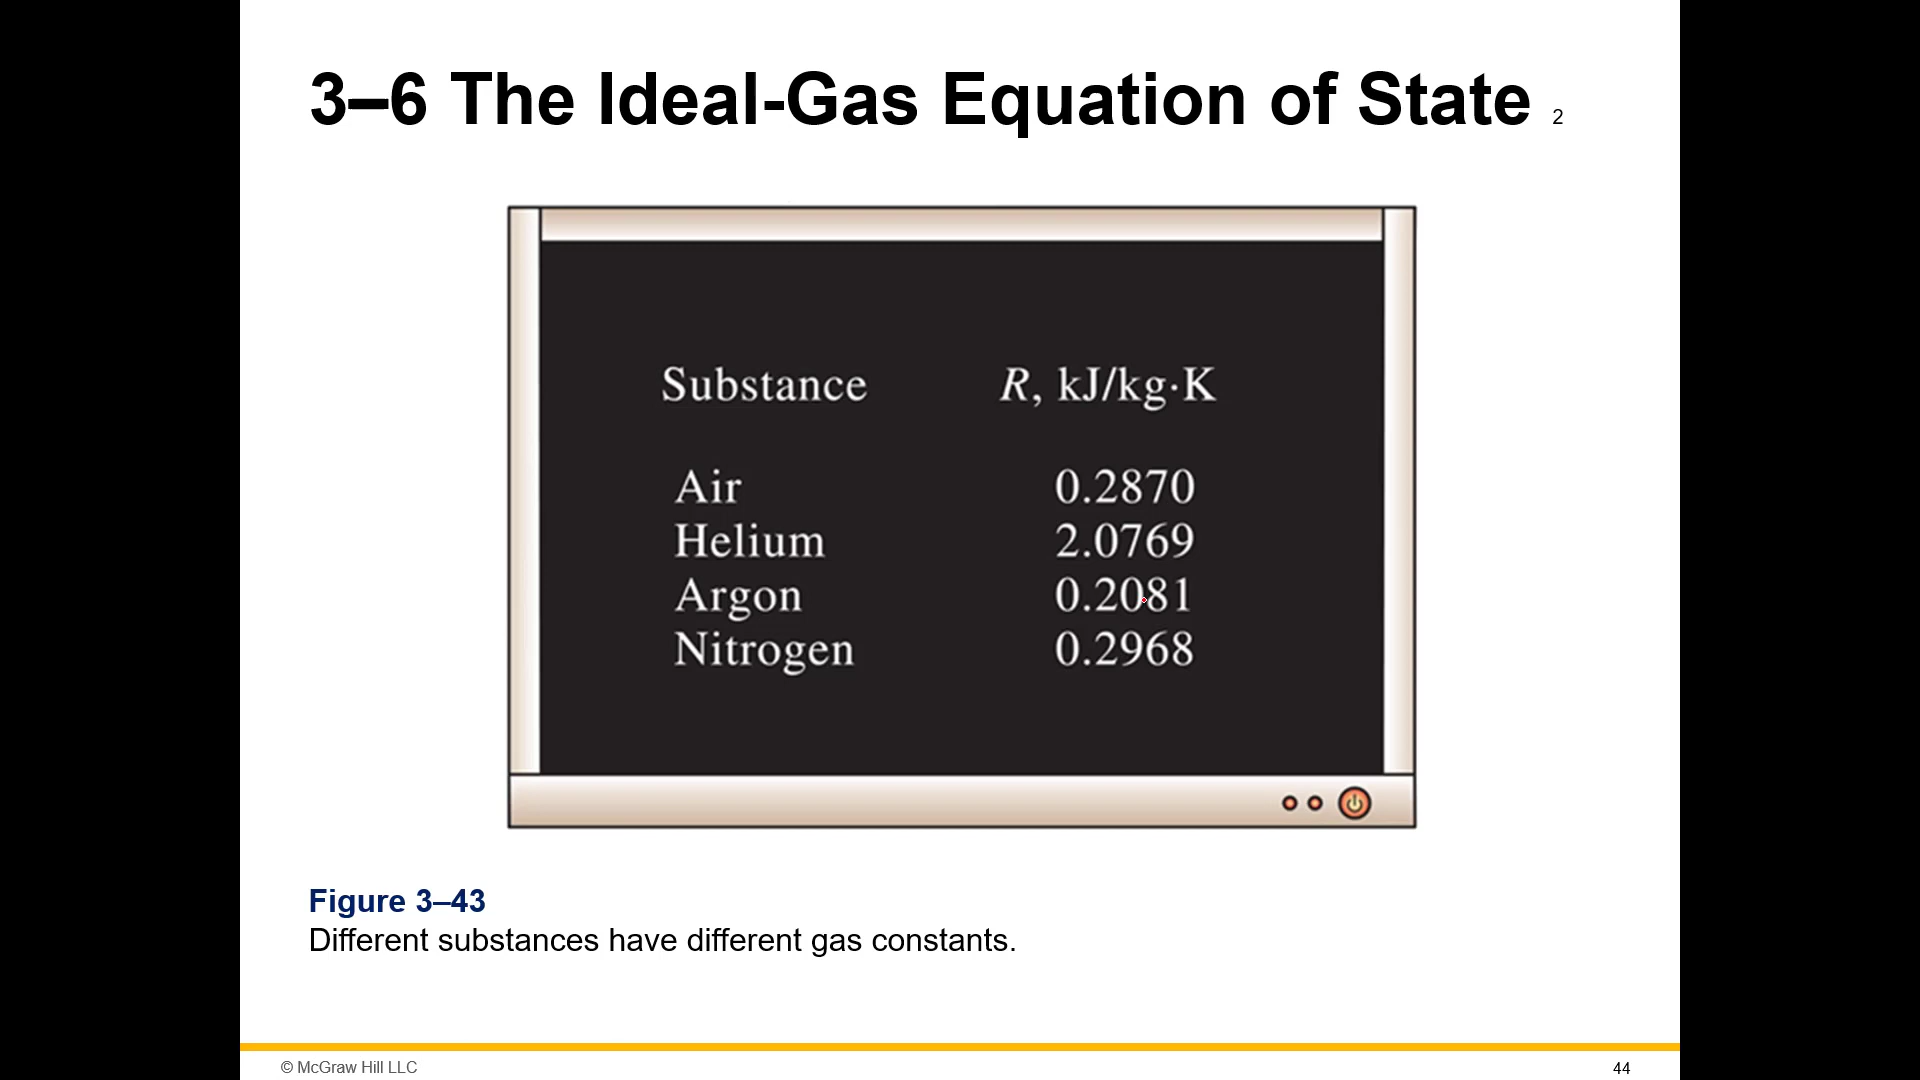 3–6 The Ideal-Gas Equation of State 2
Substance R, kJ/kg·K
Air 0.2870
Helium 2.0769
Argon 0.2081
Nitrogen 0.2968
Figure 3–43
Different substances have different gas constants.
© McGraw Hill LLC 44